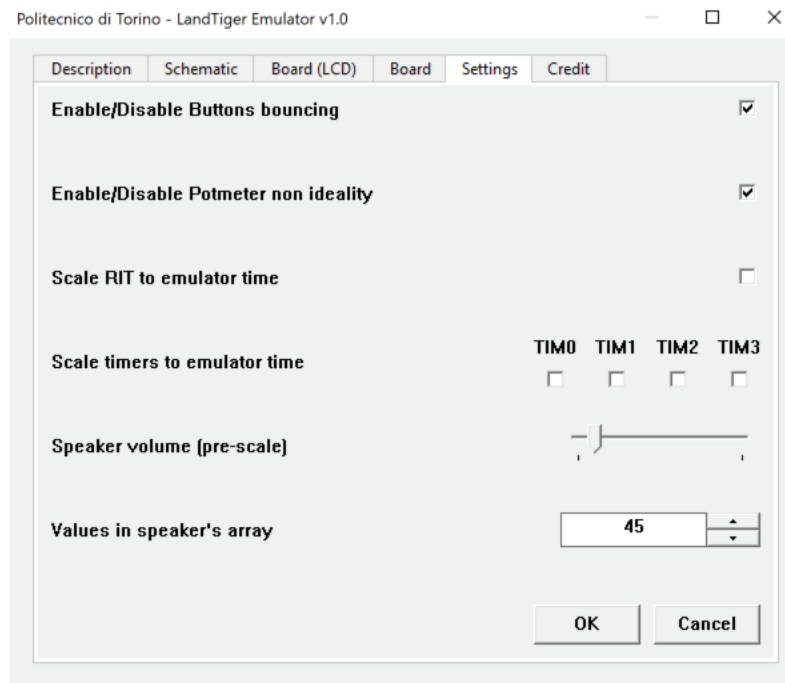 Politecnico di Torino - LandTiger Emulator v1.0
Description Schematic Board (LCD) Board Settings Credit
Enable/Disable Buttons bouncing
Enable/Disable Potmeter non ideality
Scale RIT to emulator time
TIM0 TIM1 TIM2 TIM3
Scale timers to emulator time
Speaker volume (pre-scale)
Values in speaker's array 45
OK Cancel